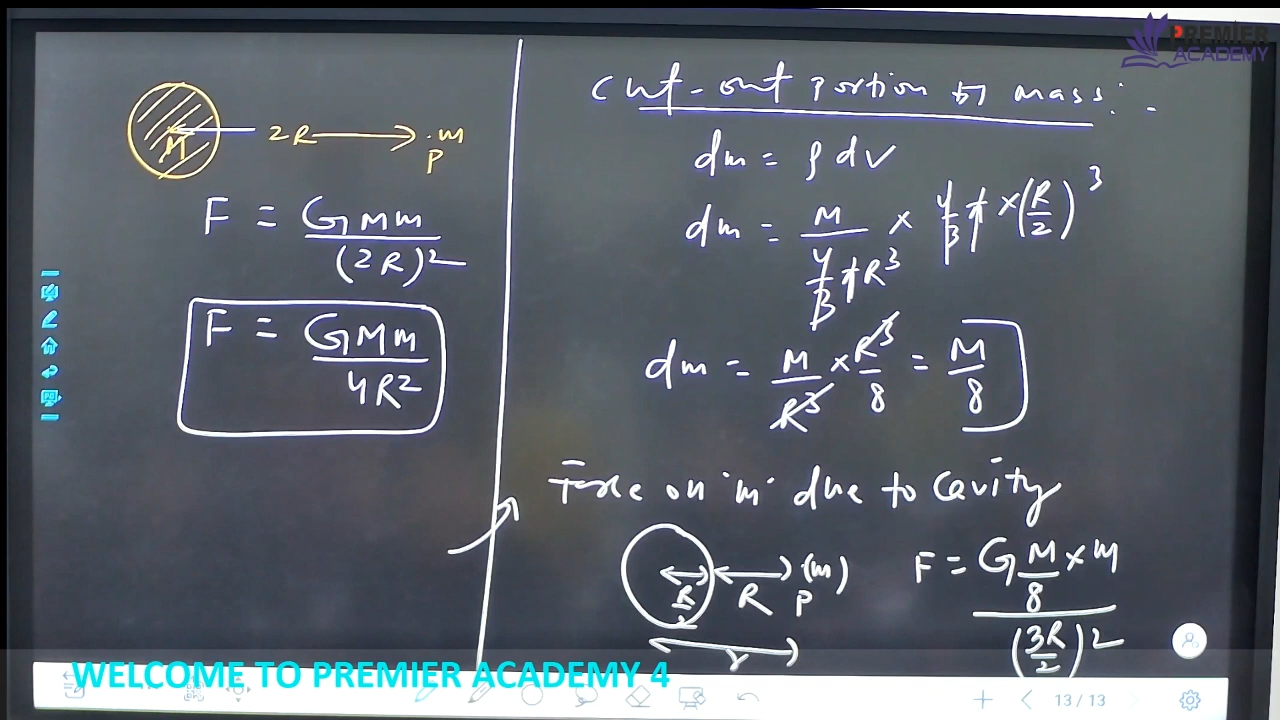 PREMIER
ACADEMY
M 2R .m
P
F = GMm
(2R)²
F = GMm
4R²
Cut-out portion of mass:-
dm = ρ dV
dm = M × 4 π × (R)³
4 πR³ 3 2
3
dm = M × R³ = M
R³ 8 8
Force on 'm' due to Cavity
R R .(m)
2 P
r
F = G M × m
8
(3R)²
2
WELCOME TO PREMIER ACADEMY 4
13 / 13